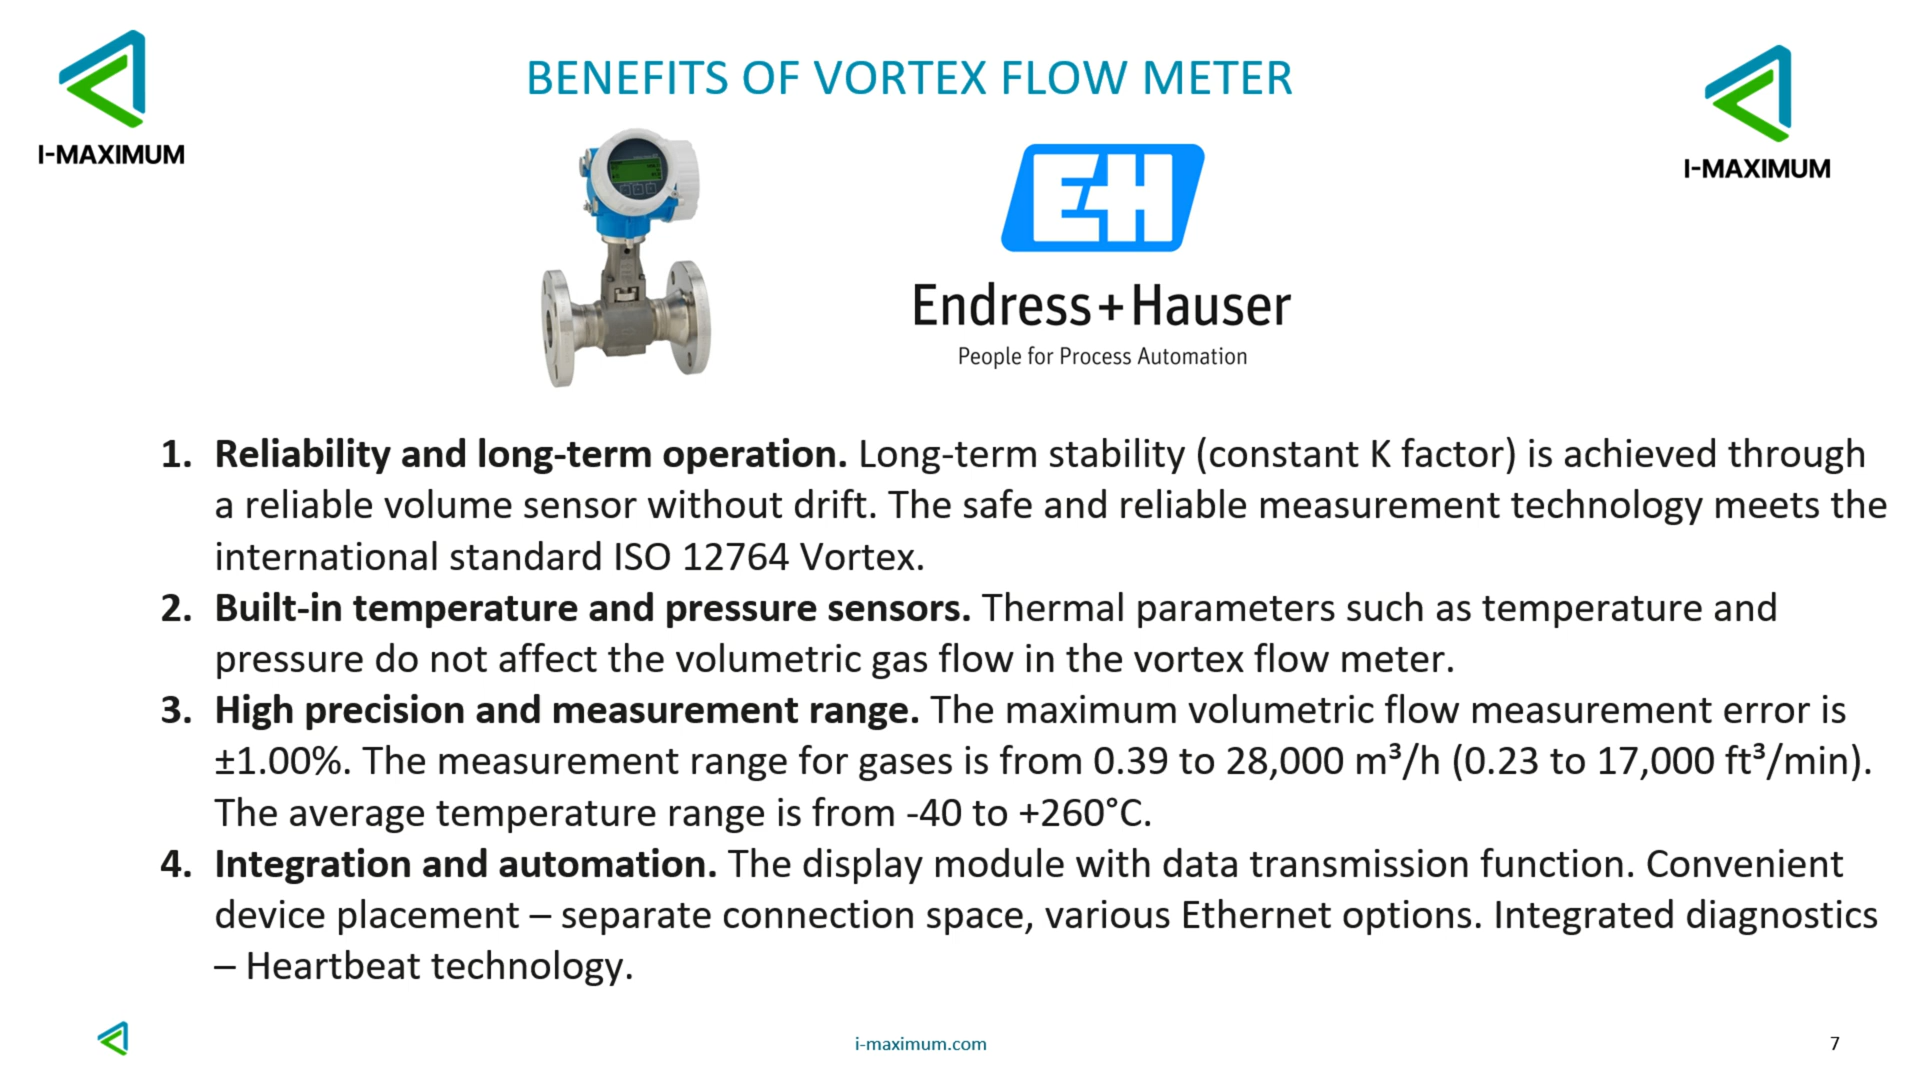 I-MAXIMUM
BENEFITS OF VORTEX FLOW METER
I-MAXIMUM
EH
Endress+Hauser
People for Process Automation
1. Reliability and long-term operation. Long-term stability (constant K factor) is achieved through
a reliable volume sensor without drift. The safe and reliable measurement technology meets the
international standard ISO 12764 Vortex.
2. Built-in temperature and pressure sensors. Thermal parameters such as temperature and
pressure do not affect the volumetric gas flow in the vortex flow meter.
3. High precision and measurement range. The maximum volumetric flow measurement error is
±1.00%. The measurement range for gases is from 0.39 to 28,000 m³/h (0.23 to 17,000 ft³/min).
The average temperature range is from -40 to +260°C.
4. Integration and automation. The display module with data transmission function. Convenient
device placement – separate connection space, various Ethernet options. Integrated diagnostics
– Heartbeat technology.
i-maximum.com
7